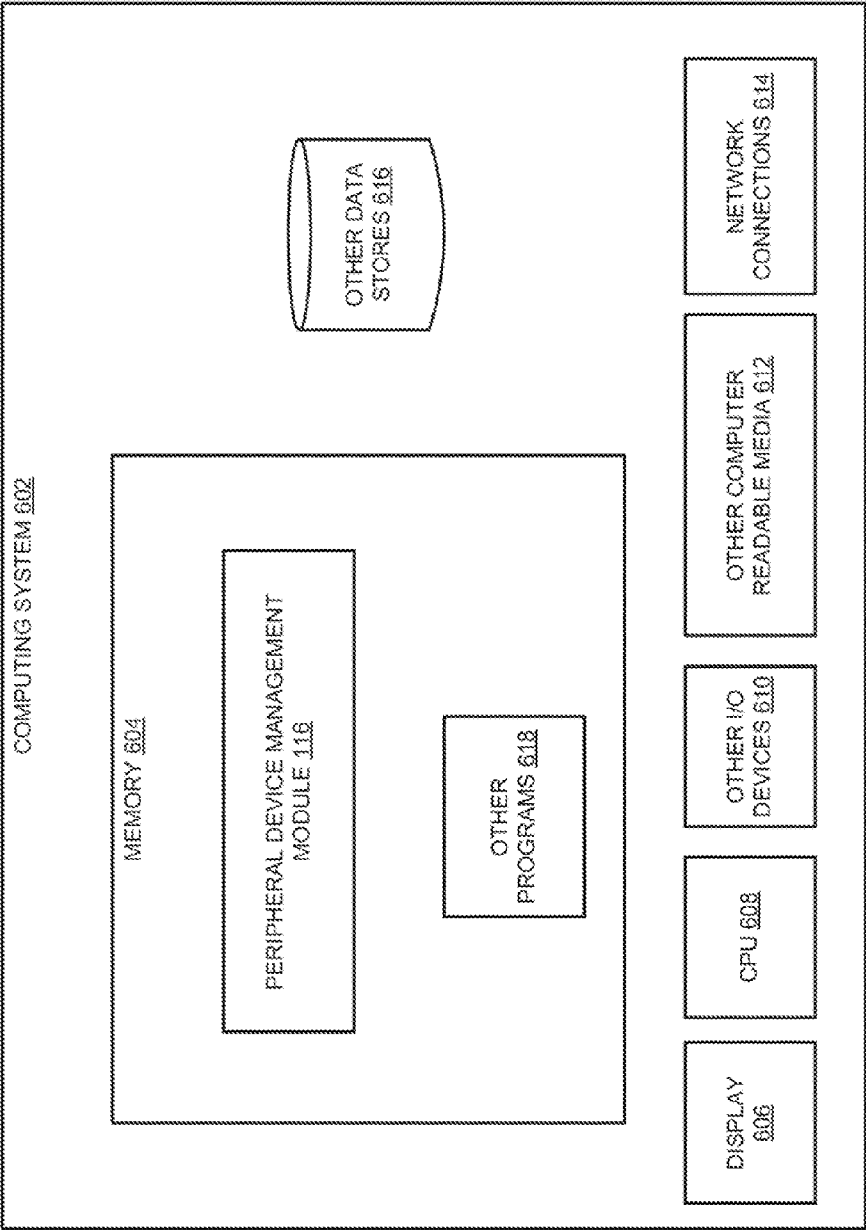 COMPUTING SYSTEM 602
MEMORY 604
PERIPHERAL DEVICE MANAGEMENT
MODULE 116
OTHER
PROGRAMS 618
OTHER DATA
STORES 616
DISPLAY
606
CPU 608
OTHER I/O
DEVICES 610
OTHER COMPUTER
READABLE MEDIA 612
NETWORK
CONNECTIONS 614